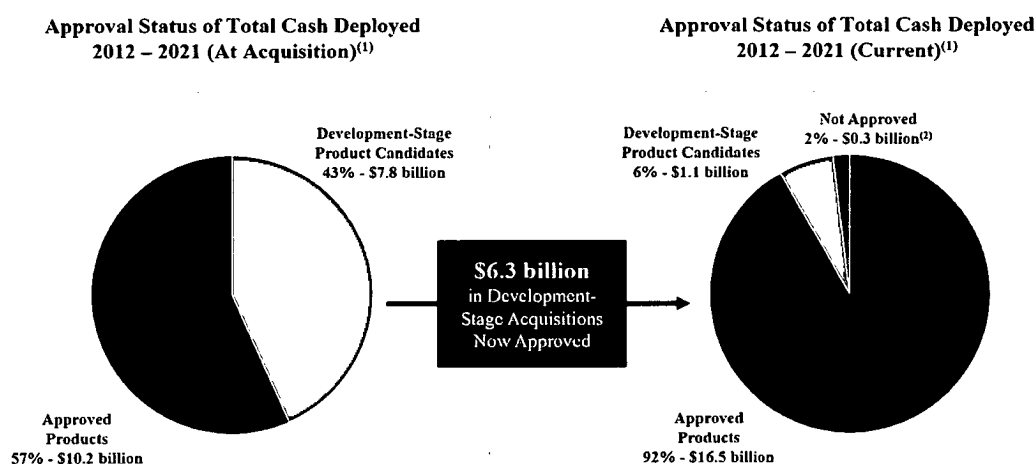 Approval Status of Total Cash Deployed
2012 – 2021 (At Acquisition)(1)
Development-Stage
Product Candidates
43% - $7.8 billion
Approved
Products
57% - $10.2 billion
$6.3 billion
in Development-
Stage Acquisitions
Now Approved
Approval Status of Total Cash Deployed
2012 – 2021 (Current)(1)
Development-Stage
Product Candidates
6% - $1.1 billion
Not Approved
2% - $0.3 billion(2)
Approved
Products
92% - $16.5 billion